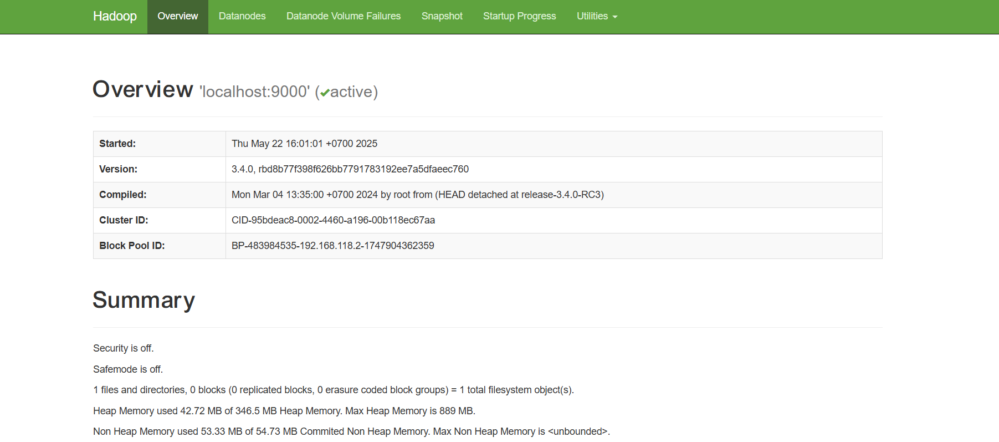 Hadoop Overview Datanodes Datanode Volume Failures Snapshot Startup Progress Utilities
Overview 'localhost:9000' (✓active)
Started: Thu May 22 16:01:01 +0700 2025
Version: 3.4.0, rbd8b77f398f626bb7791783192ee7a5dfaeec760
Compiled: Mon Mar 04 13:35:00 +0700 2024 by root from (HEAD detached at release-3.4.0-RC3)
Cluster ID: CID-95bdeac8-0002-4460-a196-00b118ec67aa
Block Pool ID: BP-483984535-192.168.118.2-1747904362359
Summary
Security is off.
Safemode is off.
1 files and directories, 0 blocks (0 replicated blocks, 0 erasure coded block groups) = 1 total filesystem object(s).
Heap Memory used 42.72 MB of 346.5 MB Heap Memory. Max Heap Memory is 889 MB.
Non Heap Memory used 53.33 MB of 54.73 MB Commited Non Heap Memory. Max Non Heap Memory is <unbounded>.